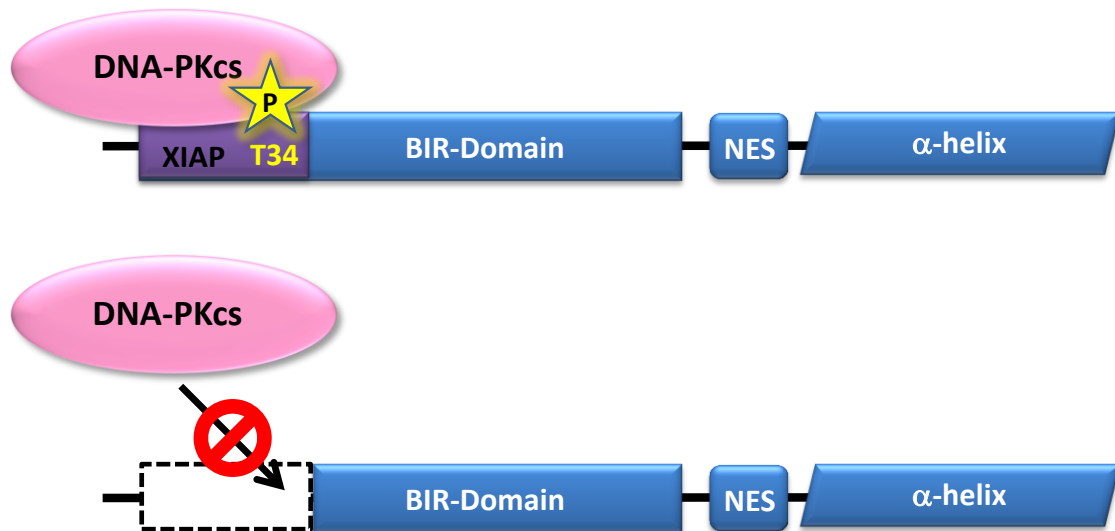 DNA-PKcs
P
XIAP T34 BIR-Domain NES α-helix
DNA-PKcs
BIR-Domain NES α-helix